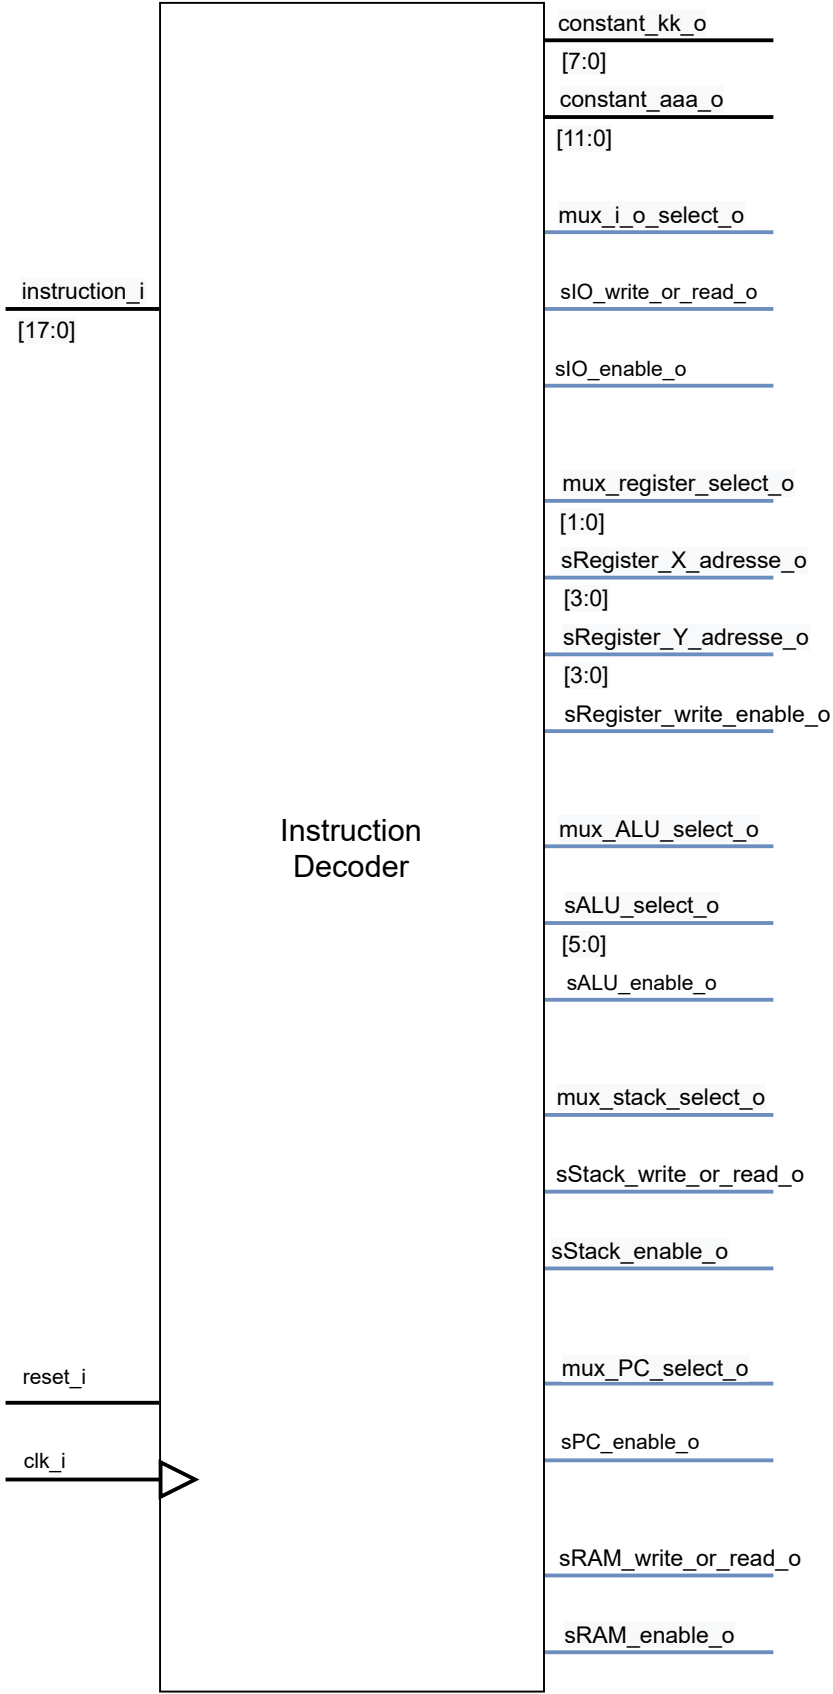 constant_kk_o
[7:0]
constant_aaa_o
[11:0]
mux_i_o_select_o
instruction_i
[17:0]
sIO_write_or_read_o
sIO_enable_o
mux_register_select_o
[1:0]
sRegister_X_adresse_o
[3:0]
sRegister_Y_adresse_o
[3:0]
sRegister_write_enable_o
Instruction
Decoder
mux_ALU_select_o
sALU_select_o
[5:0]
sALU_enable_o
mux_stack_select_o
sStack_write_or_read_o
sStack_enable_o
reset_i
clk_i
mux_PC_select_o
sPC_enable_o
sRAM_write_or_read_o
sRAM_enable_o